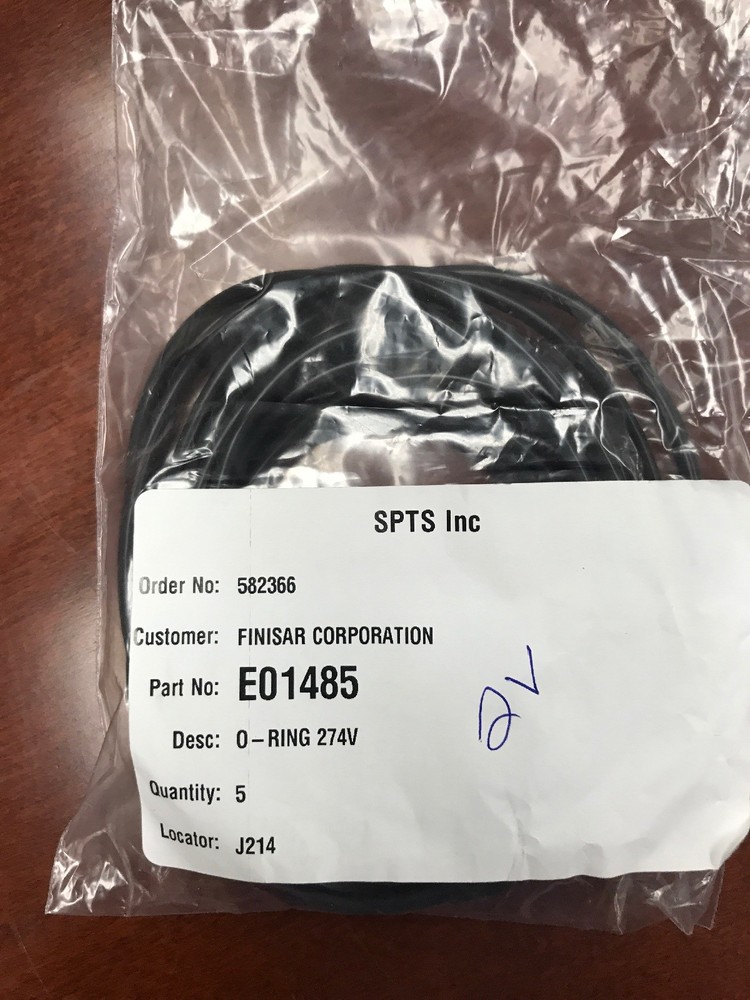 SPTS Inc
Order No: 582366
Customer: FINISAR CORPORATION
Part No: E01485
Desc: O-RING 274V
Quantity: 5
Locator: J214